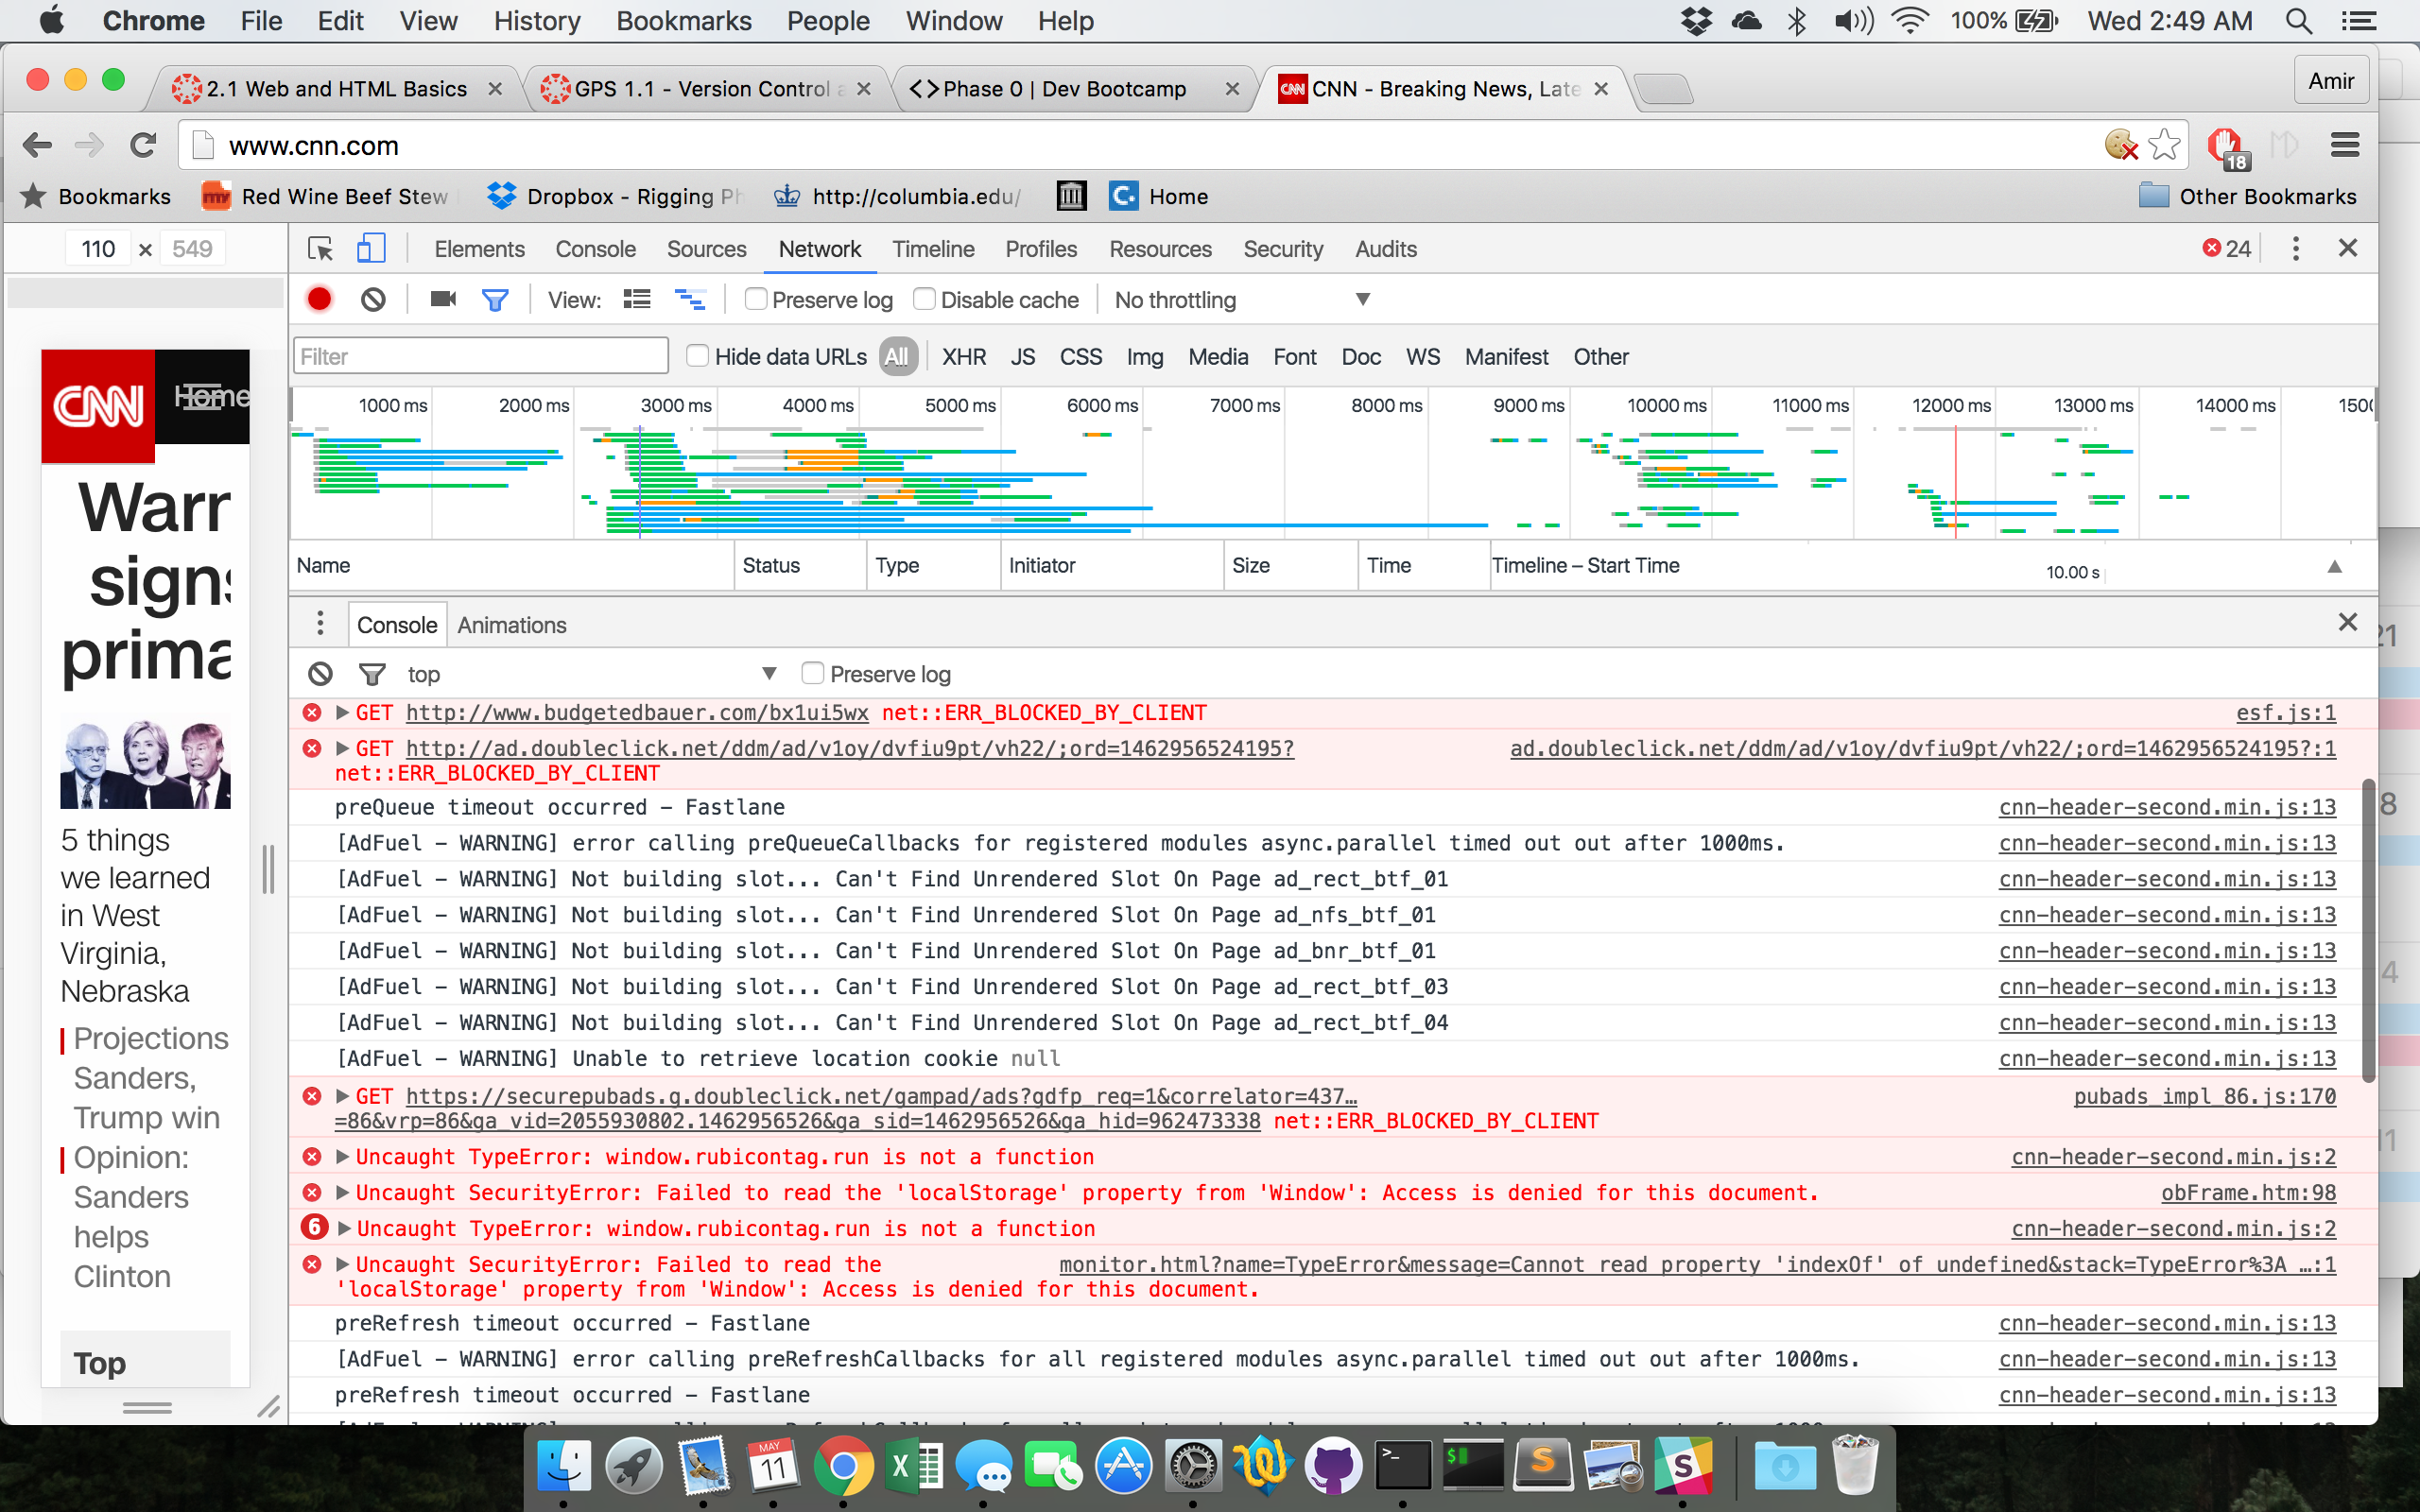 Chrome File Edit View History Bookmarks People Window Help 100% Wed 2:49 AM
2.1 Web and HTML Basics GPS 1.1 - Version Control a Phase 0 | Dev Bootcamp CNN CNN - Breaking News, Late Amir
www.cnn.com 18
Bookmarks Red Wine Beef Stew Dropbox - Rigging Ph http://columbia.edu/ Home Other Bookmarks
110 × 549 Elements Console Sources Network Timeline Profiles Resources Security Audits 24
View: Preserve log Disable cache No throttling
Filter Hide data URLs All XHR JS CSS Img Media Font Doc WS Manifest Other
1000 ms 2000 ms 3000 ms 4000 ms 5000 ms 6000 ms 7000 ms 8000 ms 9000 ms 10000 ms 11000 ms 12000 ms 13000 ms 14000 ms 150
CNN Home
Warr
signs
prima
5 things
we learned
in West
Virginia,
Nebraska
Projections
Sanders,
Trump win
Opinion:
Sanders
helps
Clinton
Top
Name Status Type Initiator Size Time Timeline – Start Time 10.00 s
Console Animations
top Preserve log
GET http://www.budgetedbauer.com/bx1ui5wx net::ERR_BLOCKED_BY_CLIENT esf.js:1
GET http://ad.doubleclick.net/ddm/ad/v1oy/dvfiu9pt/vh22/;ord=1462956524195? ad.doubleclick.net/ddm/ad/v1oy/dvfiu9pt/vh22/;ord=1462956524195?:1
net::ERR_BLOCKED_BY_CLIENT
preQueue timeout occurred – Fastlane cnn-header-second.min.js:13
[AdFuel – WARNING] error calling preQueueCallbacks for registered modules async.parallel timed out out after 1000ms. cnn-header-second.min.js:13
[AdFuel – WARNING] Not building slot... Can't Find Unrendered Slot On Page ad_rect_btf_01 cnn-header-second.min.js:13
[AdFuel – WARNING] Not building slot... Can't Find Unrendered Slot On Page ad_nfs_btf_01 cnn-header-second.min.js:13
[AdFuel – WARNING] Not building slot... Can't Find Unrendered Slot On Page ad_bnr_btf_01 cnn-header-second.min.js:13
[AdFuel – WARNING] Not building slot... Can't Find Unrendered Slot On Page ad_rect_btf_03 cnn-header-second.min.js:13
[AdFuel – WARNING] Not building slot... Can't Find Unrendered Slot On Page ad_rect_btf_04 cnn-header-second.min.js:13
[AdFuel – WARNING] Unable to retrieve location cookie null cnn-header-second.min.js:13
GET https://securepubads.g.doubleclick.net/gampad/ads?gdfp_req=1&correlator=437… pubads_impl_86.js:170
=86&vrp=86&ga_vid=2055930802.1462956526&ga_sid=1462956526&ga_hid=962473338 net::ERR_BLOCKED_BY_CLIENT
Uncaught TypeError: window.rubicontag.run is not a function cnn-header-second.min.js:2
Uncaught SecurityError: Failed to read the 'localStorage' property from 'Window': Access is denied for this document. obFrame.htm:98
6 Uncaught TypeError: window.rubicontag.run is not a function cnn-header-second.min.js:2
Uncaught SecurityError: Failed to read the monitor.html?name=TypeError&message=Cannot read property 'indexOf' of undefined&stack=TypeError%3A …:1
'localStorage' property from 'Window': Access is denied for this document.
preRefresh timeout occurred – Fastlane cnn-header-second.min.js:13
[AdFuel – WARNING] error calling preRefreshCallbacks for all registered modules async.parallel timed out out after 1000ms. cnn-header-second.min.js:13
preRefresh timeout occurred – Fastlane cnn-header-second.min.js:13
21
8
4
11
MAY
11